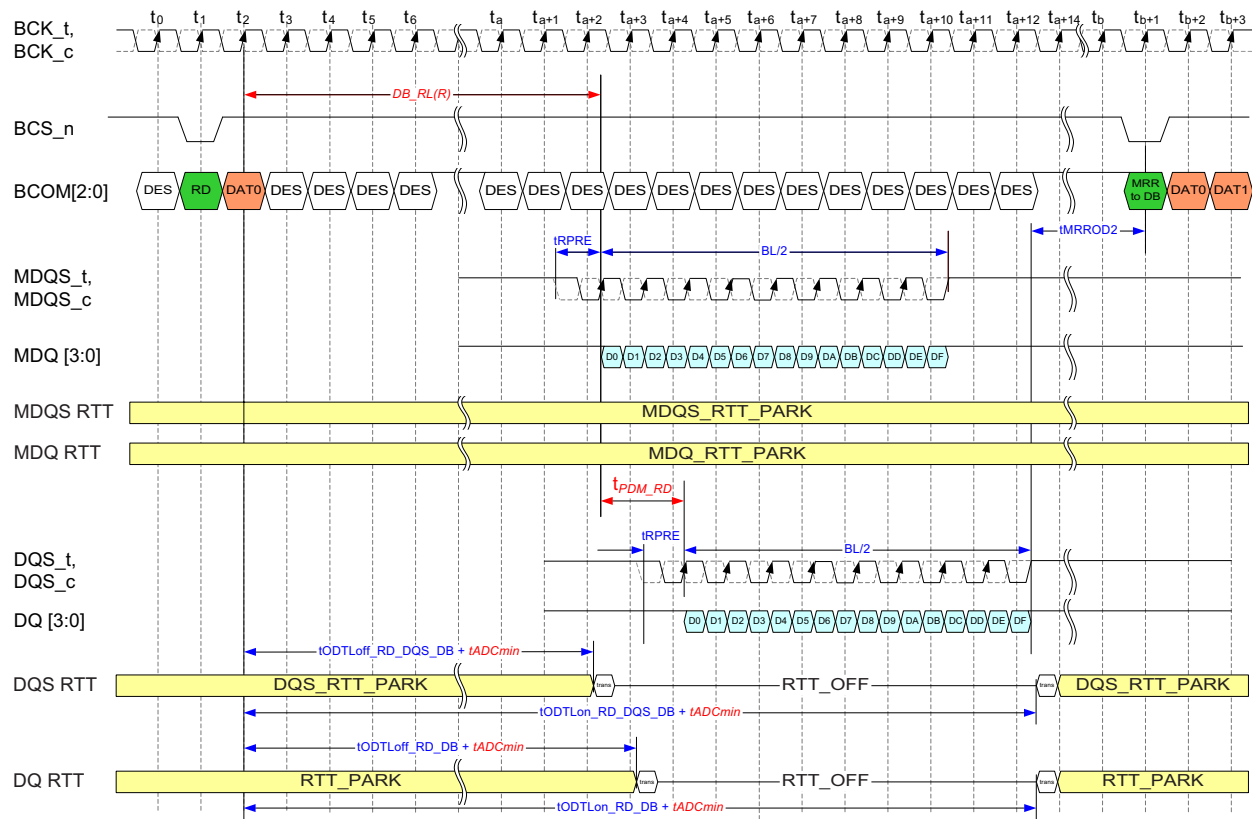 t0 t1 t2 t3 t4 t5 t6 ta ta+1 ta+2 ta+3 ta+4 ta+5 ta+6 ta+7 ta+8 ta+9 ta+10 ta+11 ta+12 ta+14 tb tb+1 tb+2 tb+3
BCK_t,
BCK_c
DB_RL(R)
BCS_n
BCOM[2:0] DES RD DAT0 DES DES DES DES DES DES DES DES DES DES DES DES DES DES DES DES DES MRR to DB DAT0 DAT1
tRPRE BL/2 tMRROD2
MDQS_t,
MDQS_c
MDQ [3:0] D0 D1 D2 D3 D4 D5 D6 D7 D8 D9 DA DB DC DD DE DF
MDQS RTT MDQS_RTT_PARK
MDQ RTT MDQ_RTT_PARK
tPDM_RD
tRPRE BL/2
DQS_t,
DQS_c
DQ [3:0] D0 D1 D2 D3 D4 D5 D6 D7 D8 D9 DA DB DC DD DE DF
tODTLoff_RD_DQS_DB + tADCmin
DQS RTT DQS_RTT_PARK trans RTT_OFF trans DQS_RTT_PARK
tODTLon_RD_DQS_DB + tADCmin
tODTLoff_RD_DB + tADCmin
DQ RTT RTT_PARK trans RTT_OFF trans RTT_PARK
tODTLon_RD_DB + tADCmin